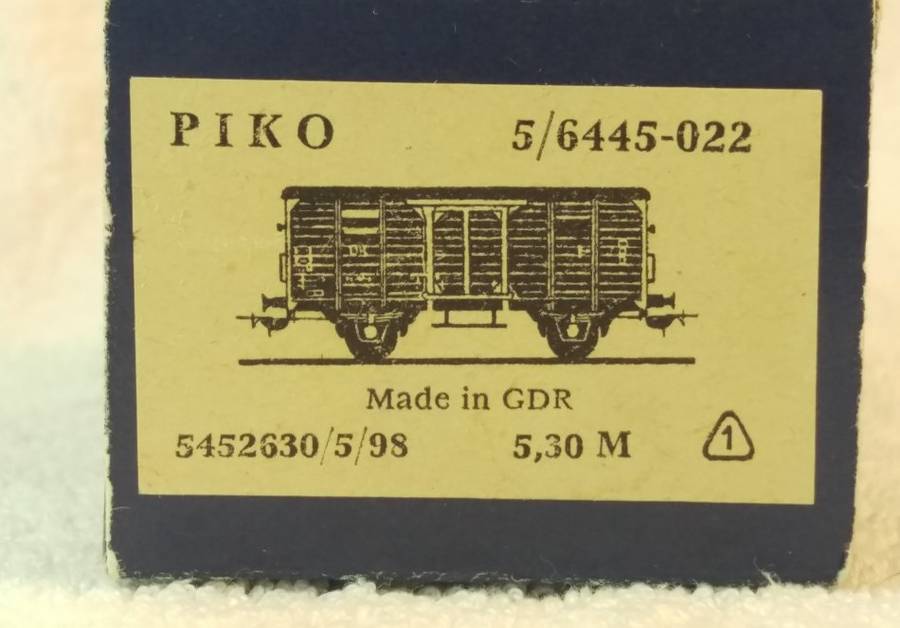 PIKO 5/6445-022
Made in GDR
5452630/5/98 5,30 M 1